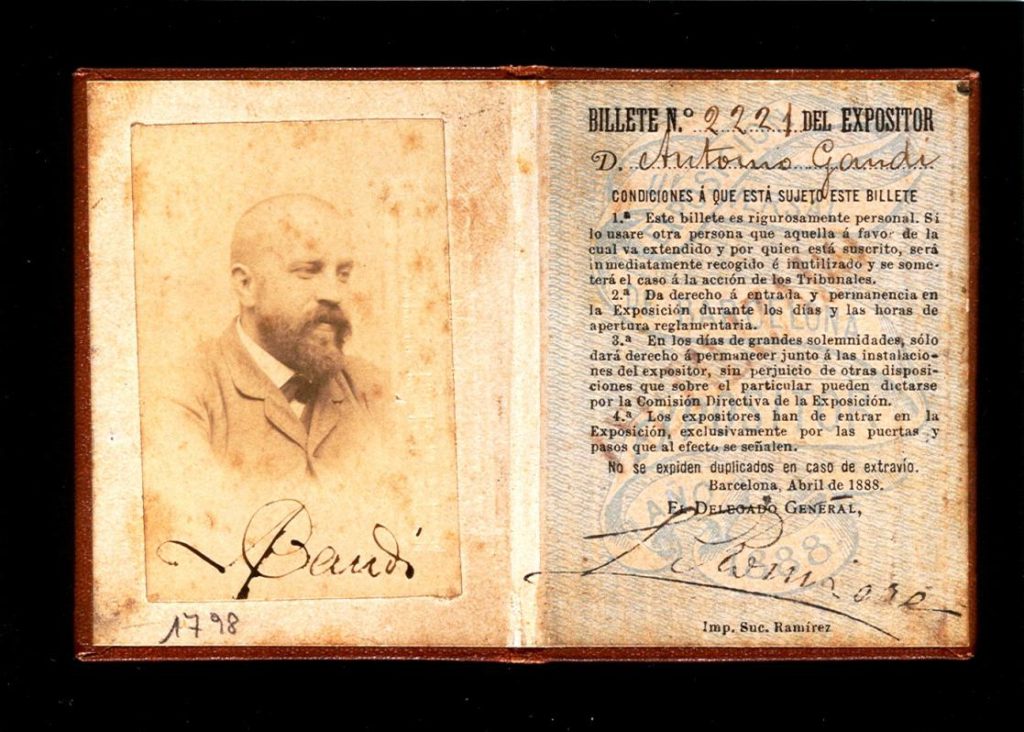 Gaudí
1798
BILLETE N.º 2221 DEL EXPOSITOR
D. Antonio Gaudi
CONDICIONES Á QUE ESTÁ SUJETO ESTE BILLETE
1.ª Este billete es rigurosamente personal. Si
lo usare otra persona que aquella á favor de la
cual va extendido y por quien está suscrito, será
inmediatamente recogido é inutilizado y se some-
terá el caso á la acción de los Tribunales.
2.ª Da derecho á entrada y permanencia en
la Exposición durante los días y las horas de
apertura reglamentaria.
3.ª En los días de grandes solemnidades, sólo
dará derecho á permanecer junto á las instalacio-
nes del expositor, sin perjuicio de otras disposi-
ciones que sobre el particular pueden dictarse
por la Comisión Directiva de la Exposición.
4.ª Los expositores han de entrar en la
Exposición, exclusivamente por las puertas y
pasos que al efecto se señalen.
No se expiden duplicados en caso de extravío.
Barcelona, Abril de 1888.
EL DELEGADO GENERAL,
Imp. Suc. Ramírez
BARCELONA
AÑO
1888